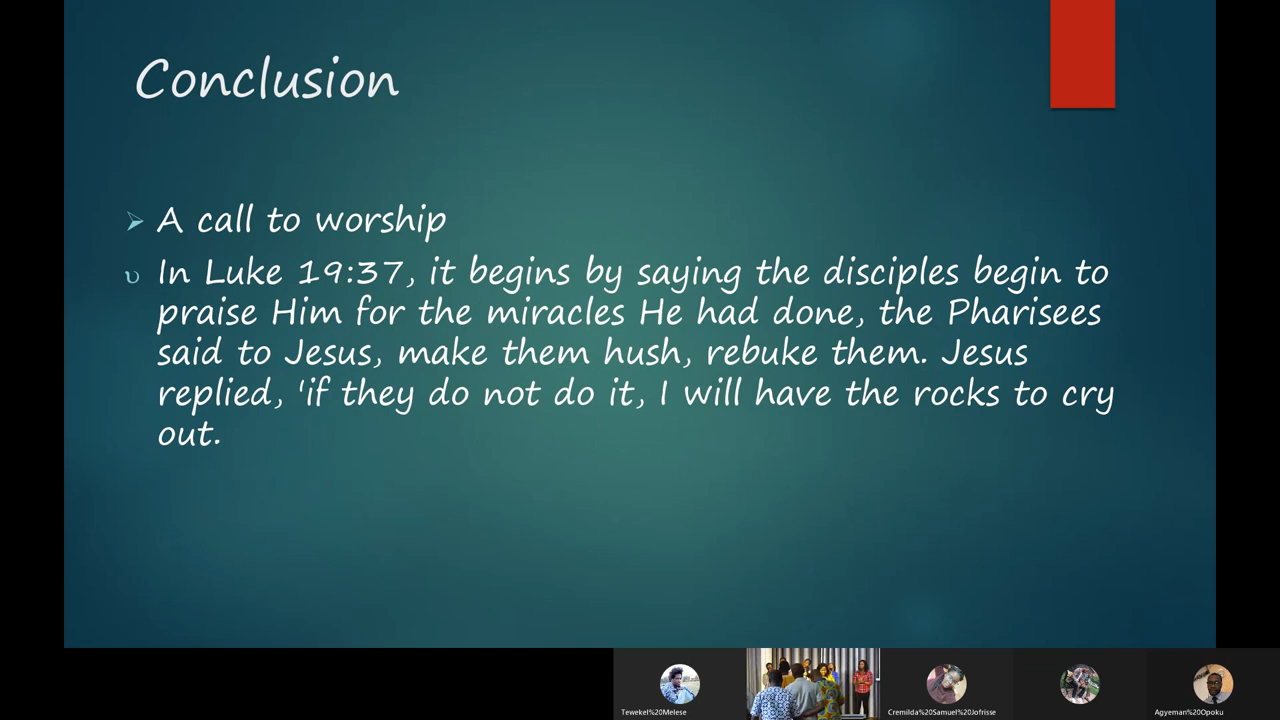 Conclusion
A call to worship
In Luke 19:37, it begins by saying the disciples begin to
praise Him for the miracles He had done, the Pharisees
said to Jesus, make them hush, rebuke them. Jesus
replied, 'if they do not do it, I will have the rocks to cry
out.
Tewekel%20Melese
Cremilda%20Samuel%20Jofrisse
Agyeman%20Opoku